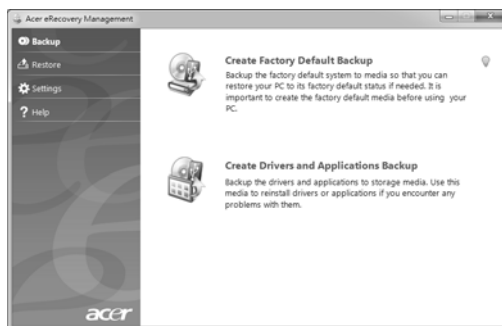 Acer eRecovery Management
Backup
Restore
Settings
? Help
Create Factory Default Backup
Backup the factory default system to media so that you can
restore your PC to its factory default status if needed. It is
important to create the factory default media before using your
PC.
Create Drivers and Applications Backup
Backup the drivers and applications to storage media. Use this
media to reinstall drivers or applications if you encounter any
problems with them.
acer